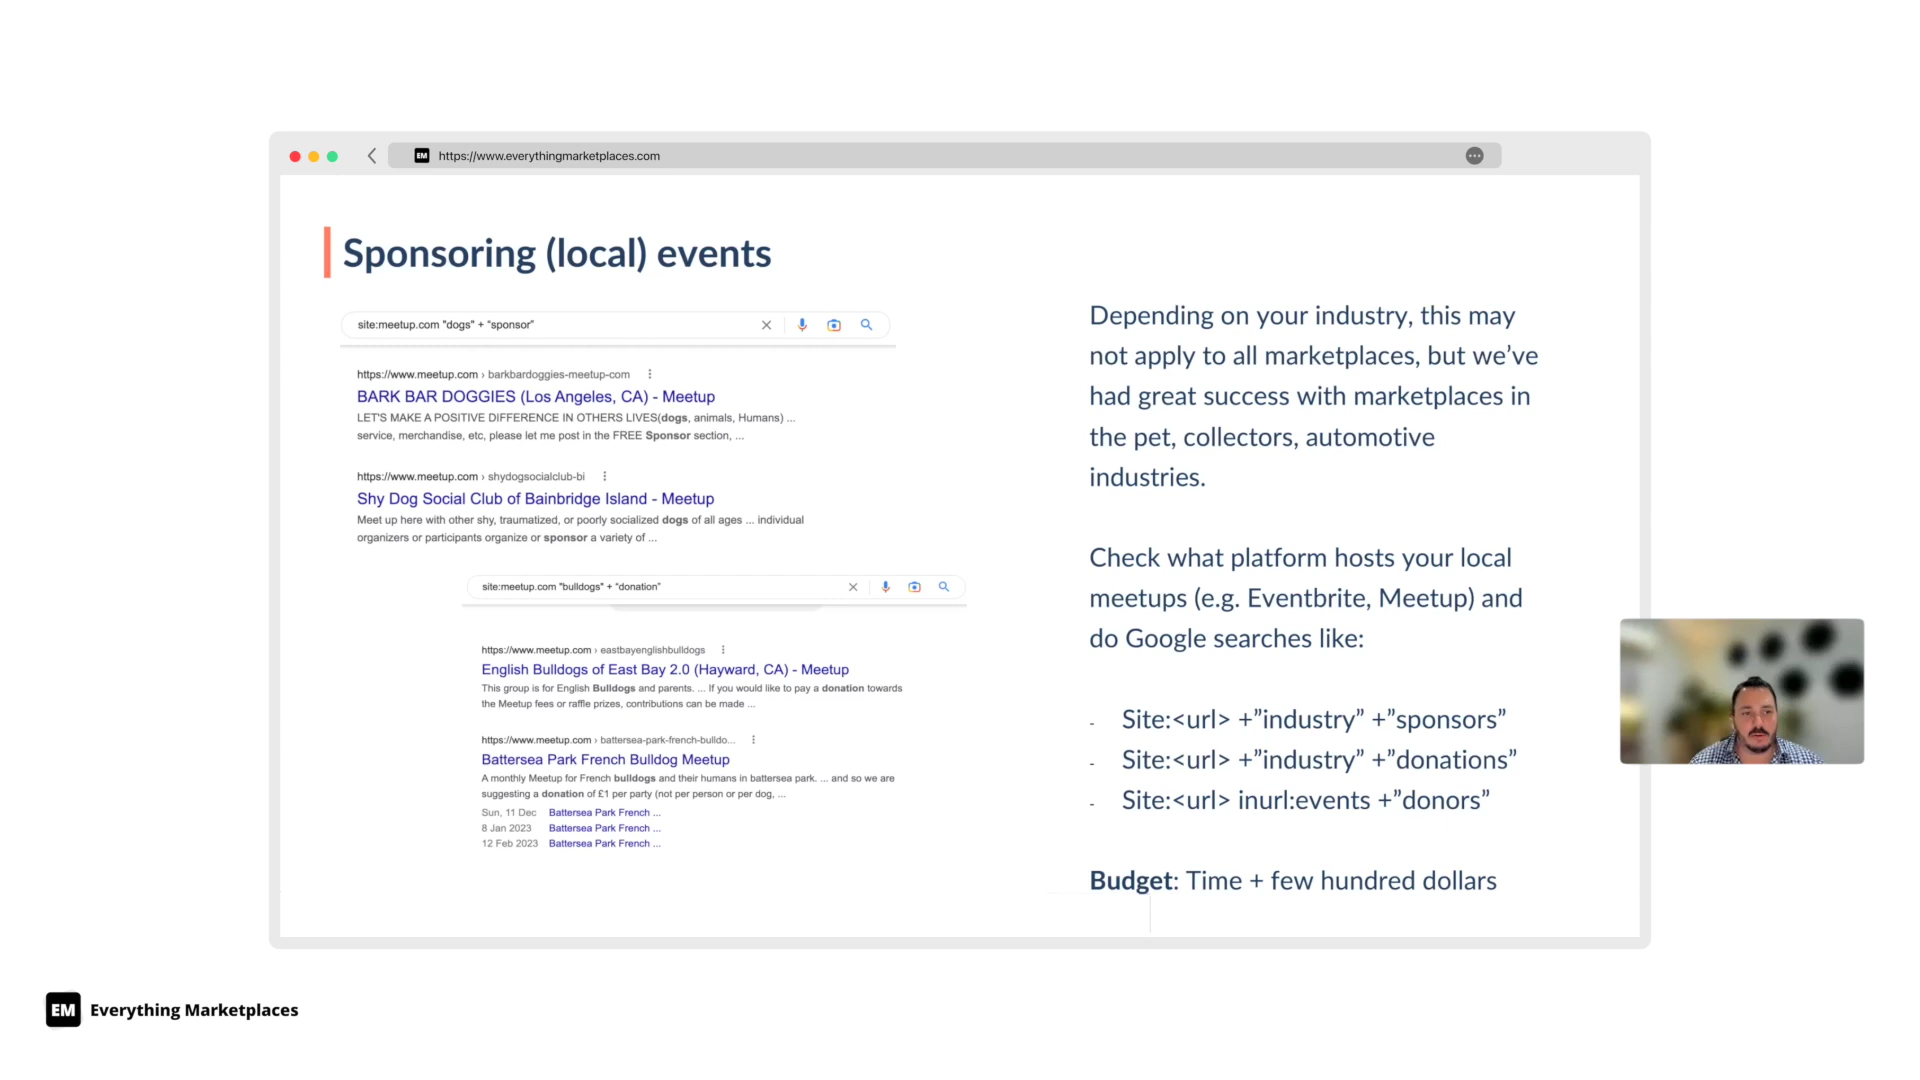 EM https://www.everythingmarketplaces.com
Sponsoring (local) events
site:meetup.com "dogs" + “sponsor”
https://www.meetup.com › barkbardoggies-meetup-com
BARK BAR DOGGIES (Los Angeles, CA) - Meetup
LET'S MAKE A POSITIVE DIFFERENCE IN OTHERS LIVES(dogs, animals, Humans) ...
service, merchandise, etc, please let me post in the FREE Sponsor section, ...
https://www.meetup.com › shydogsocialclub-bi
Shy Dog Social Club of Bainbridge Island - Meetup
Meet up here with other shy, traumatized, or poorly socialized dogs of all ages ... individual
organizers or participants organize or sponsor a variety of ...
site:meetup.com "bulldogs" + “donation”
https://www.meetup.com › eastbayenglishbulldogs
English Bulldogs of East Bay 2.0 (Hayward, CA) - Meetup
This group is for English Bulldogs and parents. ... If you would like to pay a donation towards
the Meetup fees or raffle prizes, contributions can be made ...
https://www.meetup.com › battersea-park-french-bulldo...
Battersea Park French Bulldog Meetup
A monthly Meetup for French bulldogs and their humans in battersea park. ... and so we are
suggesting a donation of £1 per party (not per person or per dog, ...
Sun, 11 Dec Battersea Park French ...
8 Jan 2023 Battersea Park French ...
12 Feb 2023 Battersea Park French ...
Depending on your industry, this may
not apply to all marketplaces, but we’ve
had great success with marketplaces in
the pet, collectors, automotive
industries.
Check what platform hosts your local
meetups (e.g. Eventbrite, Meetup) and
do Google searches like:
- Site:<url> +”industry” +”sponsors”
- Site:<url> +”industry” +”donations”
- Site:<url> inurl:events +”donors”
Budget: Time + few hundred dollars
EM Everything Marketplaces